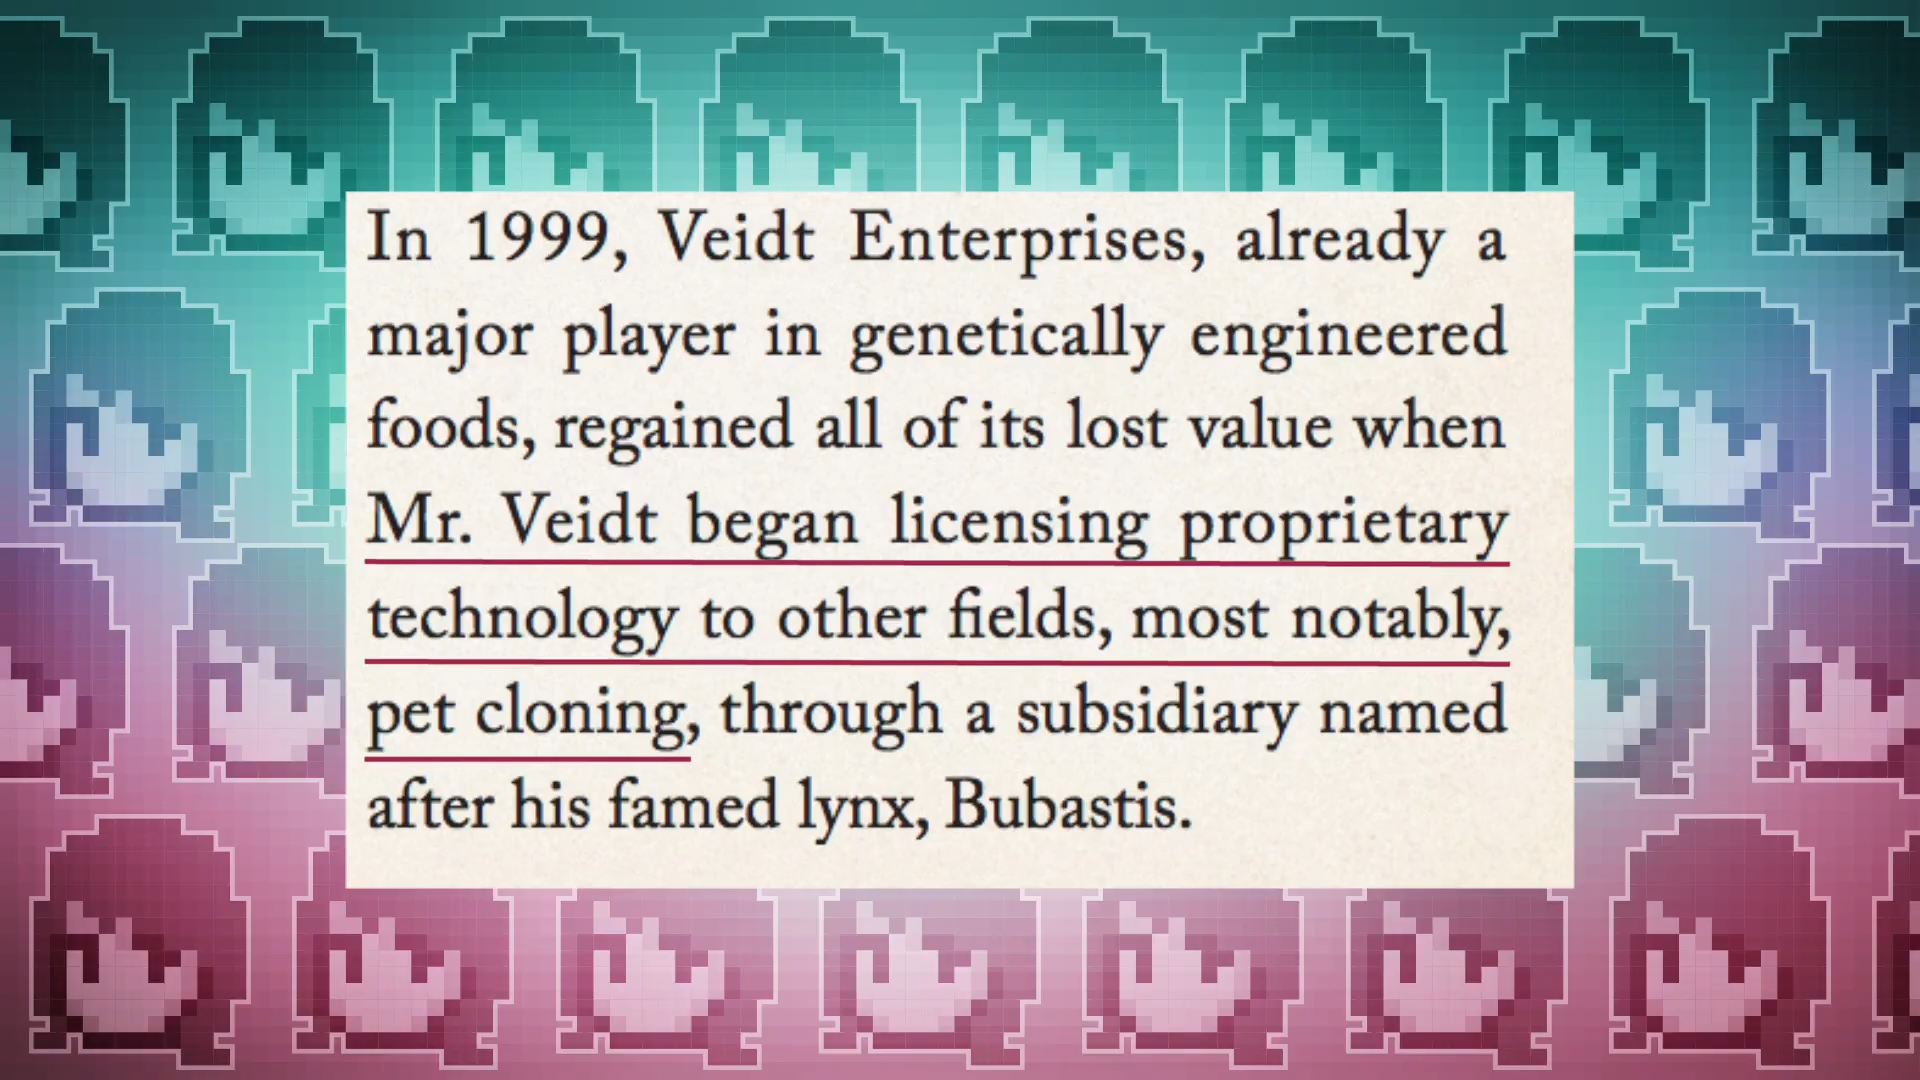 In 1999, Veidt Enterprises, already a
major player in genetically engineered
foods, regained all of its lost value when
Mr. Veidt began licensing proprietary
technology to other fields, most notably,
pet cloning, through a subsidiary named
after his famed lynx, Bubastis.